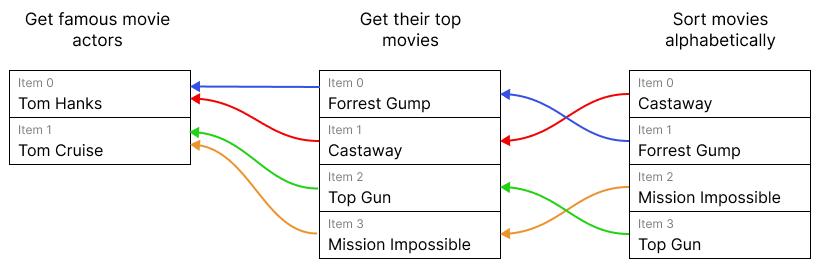 Get famous movie
actors
Get their top
movies
Sort movies
alphabetically
Item 0
Tom Hanks
Item 1
Tom Cruise
Item 0
Forrest Gump
Item 1
Castaway
Item 2
Top Gun
Item 3
Mission Impossible
Item 0
Castaway
Item 1
Forrest Gump
Item 2
Mission Impossible
Item 3
Top Gun